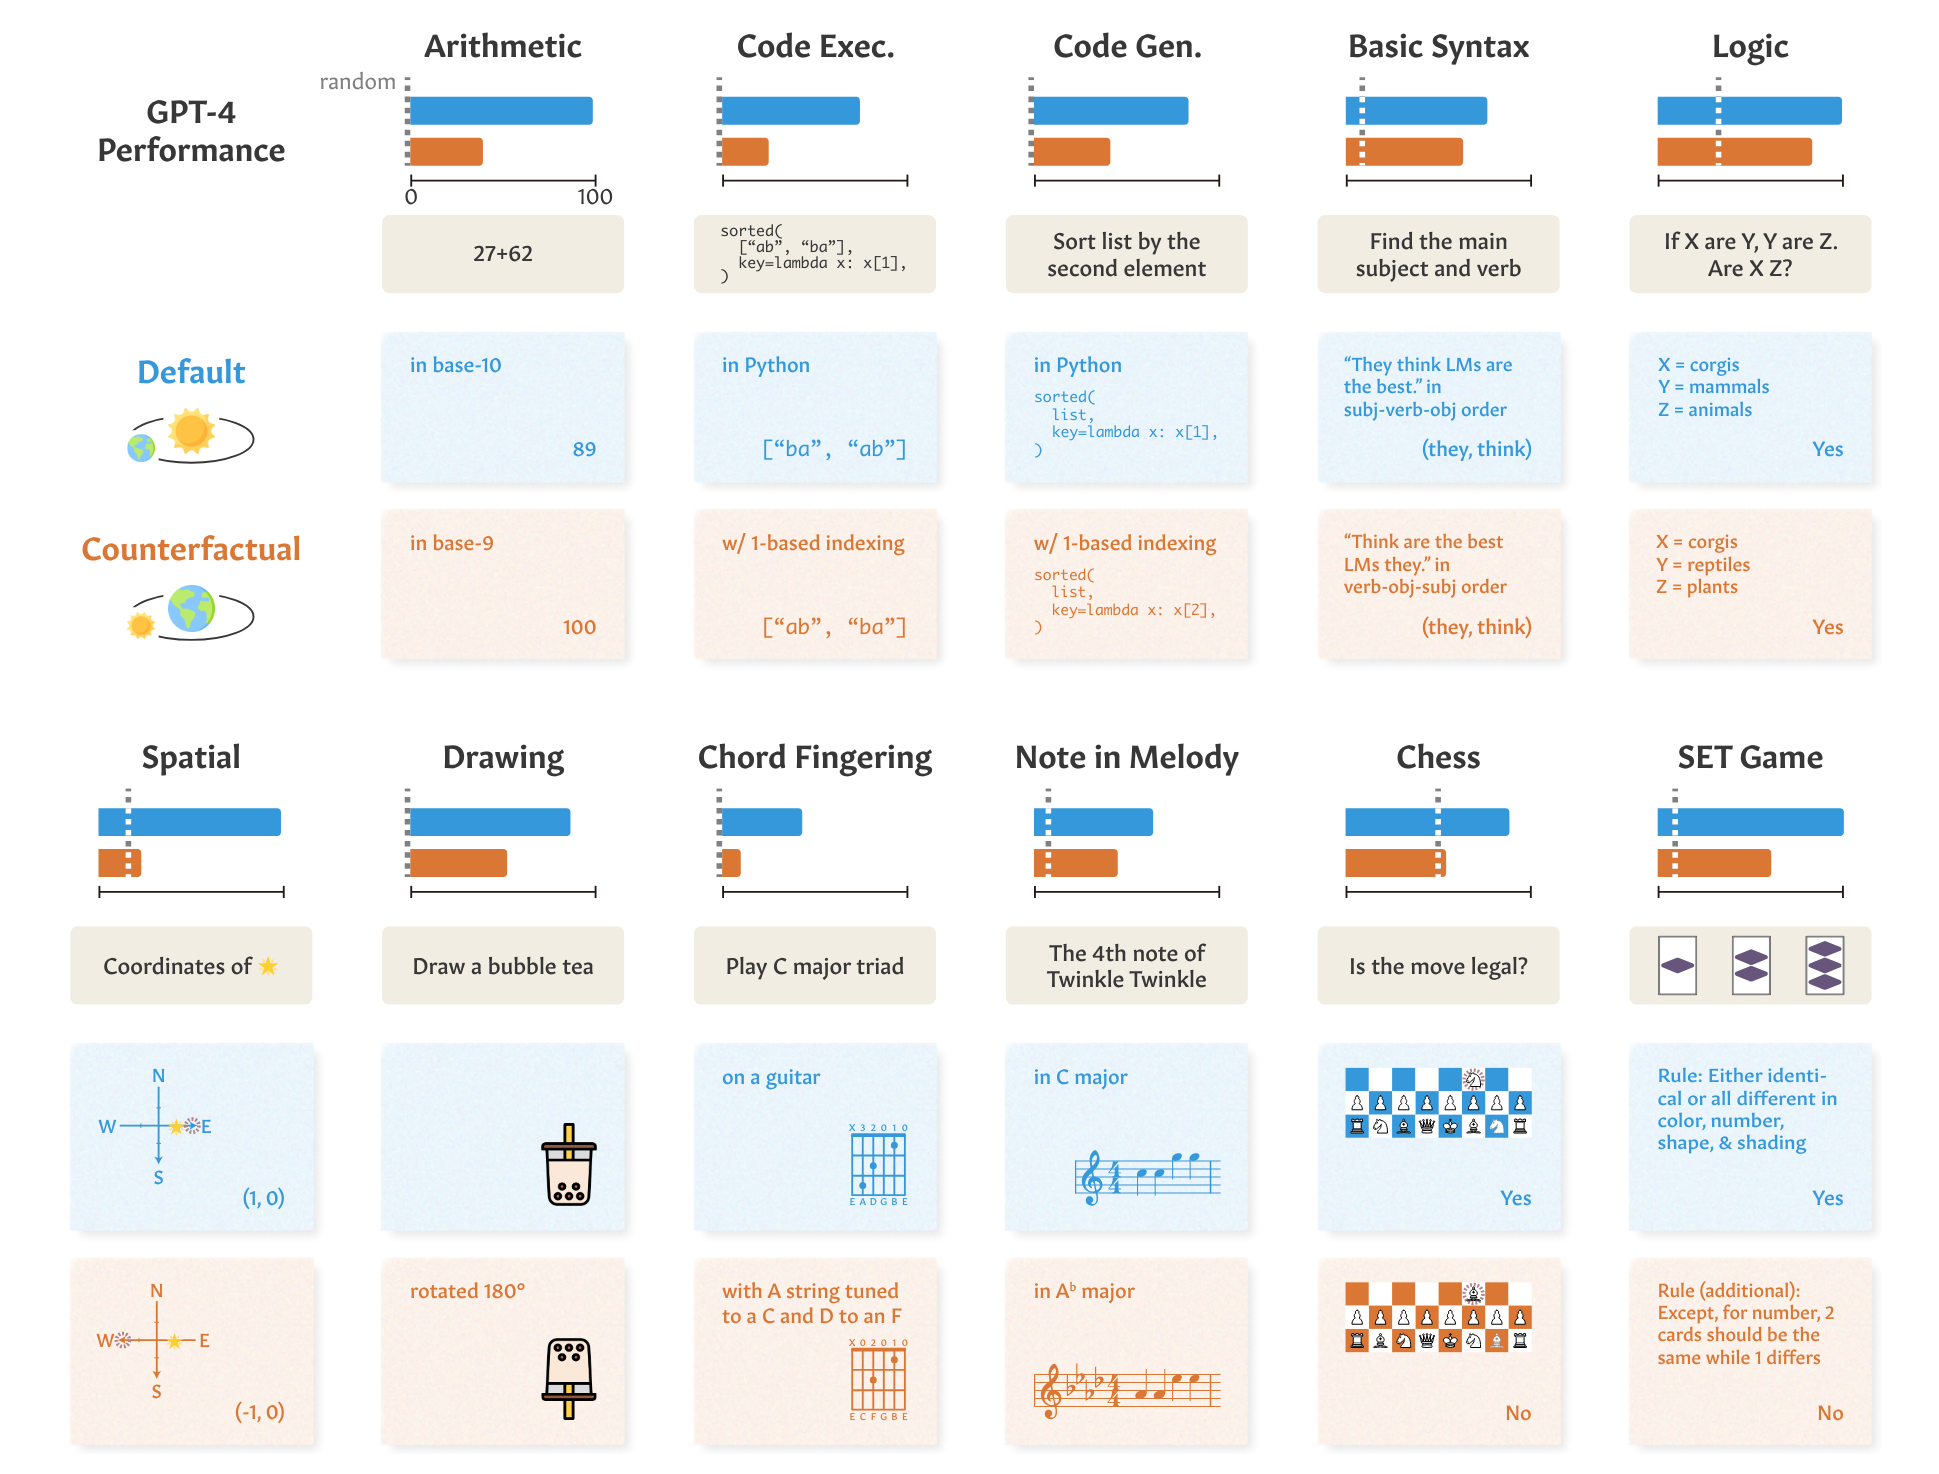 Arithmetic
Code Exec.
Code Gen.
Basic Syntax
Logic
random
GPT-4
Performance
0
100
27+62
sorted(
[“ab”, “ba”],
key=lambda x: x[1],
)
Sort list by the
second element
Find the main
subject and verb
If X are Y, Y are Z.
Are X Z?
Default
in base-10
89
in Python
[“ba”, “ab”]
in Python
sorted(
list,
key=lambda x: x[1],
)
“They think LMs are
the best.” in
subj-verb-obj order
(they, think)
X = corgis
Y = mammals
Z = animals
Yes
Counterfactual
in base-9
100
w/ 1-based indexing
[“ab”, “ba”]
w/ 1-based indexing
sorted(
list,
key=lambda x: x[2],
)
“Think are the best
LMs they.” in
verb-obj-subj order
(they, think)
X = corgis
Y = reptiles
Z = plants
Yes
Spatial
Drawing
Chord Fingering
Note in Melody
Chess
SET Game
Coordinates of
Draw a bubble tea
Play C major triad
The 4th note of
Twinkle Twinkle
Is the move legal?
N
W
E
S
(1, 0)
on a guitar
X 3 2 0 1 0
E A D G B E
in C major
4
4
Yes
Rule: Either identi-
cal or all different in
color, number,
shape, & shading
Yes
N
W
E
S
(-1, 0)
rotated 180°
with A string tuned
to a C and D to an F
X 0 2 0 1 0
E C F G B E
in A♭ major
4
4
No
Rule (additional):
Except, for number, 2
cards should be the
same while 1 differs
No